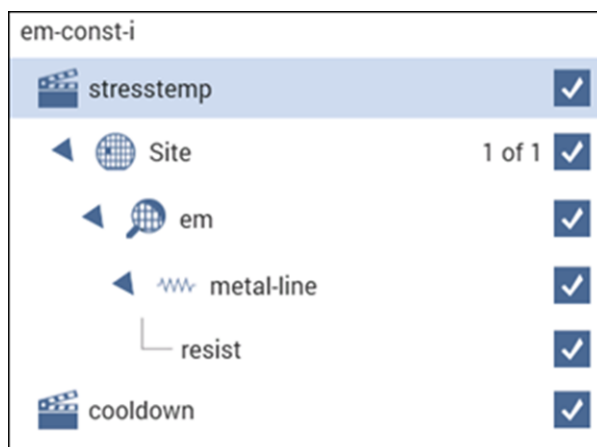 em-const-i
stresstemp
Site 1 of 1
em
metal-line
resist
cooldown